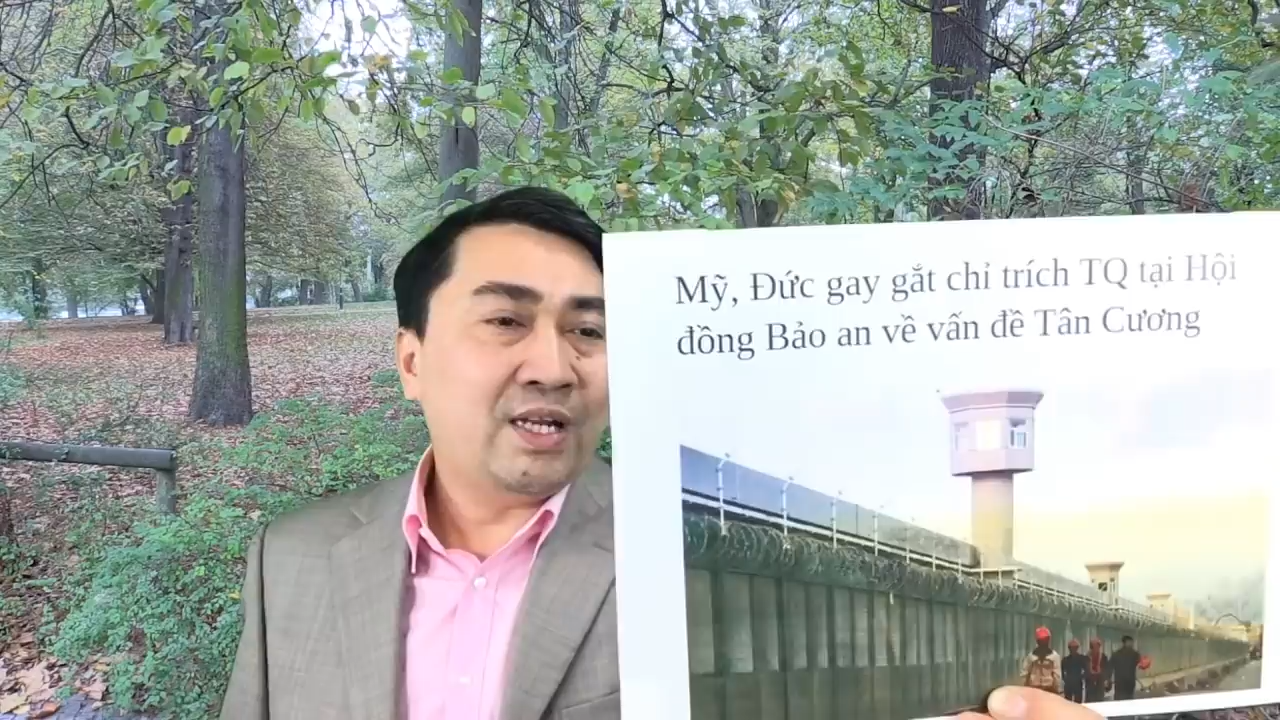 Mỹ, Đức gay gắt chỉ trích TQ tại Hội
đồng Bảo an về vấn đề Tân Cương